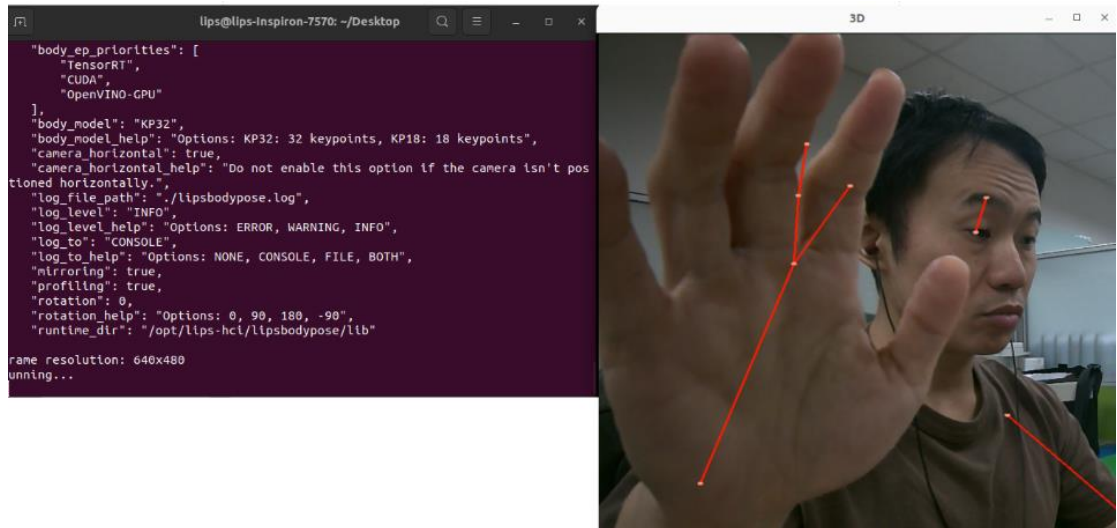 lips@lips-Inspiron-7570: ~/Desktop
"body_ep_priorities": [
"TensorRT",
"CUDA",
"OpenVINO-GPU"
],
"body_model": "KP32",
"body_model_help": "Options: KP32: 32 keypoints, KP18: 18 keypoints",
"camera_horizontal": true,
"camera_horizontal_help": "Do not enable this option if the camera isn't pos
tioned horizontally.",
"log_file_path": "./lipsbodypose.log",
"log_level": "INFO",
"log_level_help": "Options: ERROR, WARNING, INFO",
"log_to": "CONSOLE",
"log_to_help": "Options: NONE, CONSOLE, FILE, BOTH",
"mirroring": true,
"profiling": true,
"rotation": 0,
"rotation_help": "Options: 0, 90, 180, -90",
"runtime_dir": "/opt/lips-hci/lipsbodypose/lib"
rame resolution: 640x480
unning...
3D